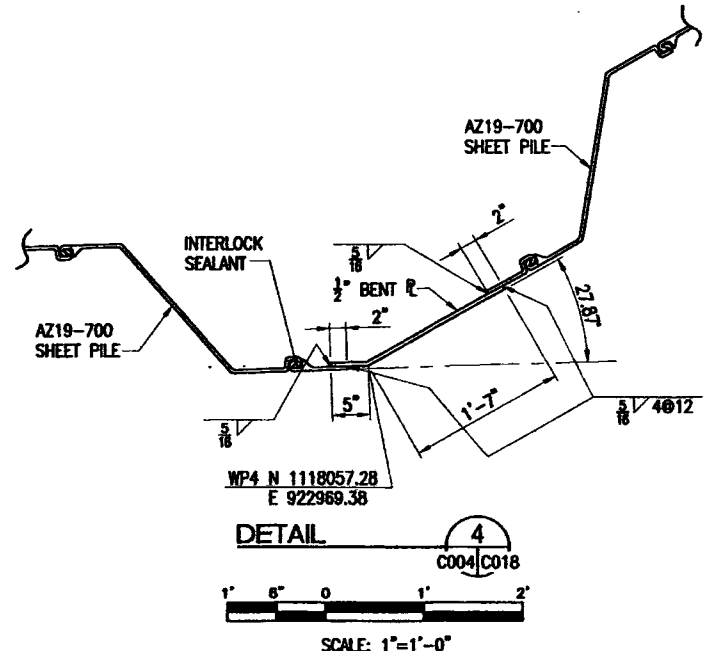 AZ19-700
SHEET PILE
2"
INTERLOCK
SEALANT
5/16
1/2" BENT PL
27.87°
AZ19-700
SHEET PILE
2"
5"
1'-7"
5/16
5/16 4@12
WP4 N 1118057.28
E 922969.38
DETAIL
4
C004 C018
1' 6" 0 1' 2'
SCALE: 1"=1'-0"